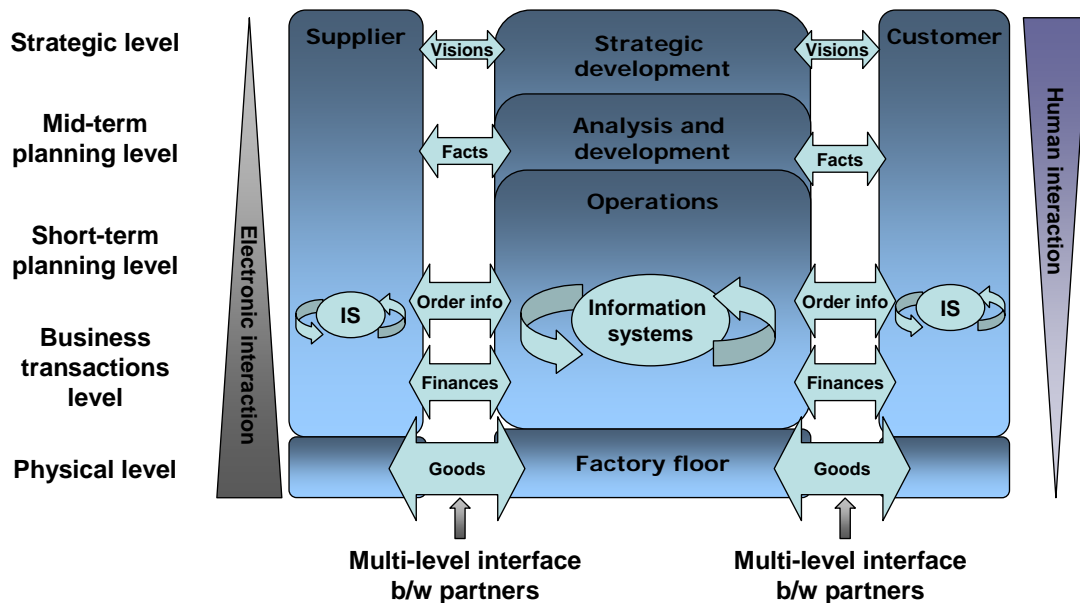 Strategic level
Mid-term
planning level
Short-term
planning level
Business
transactions
level
Physical level
Electronic interaction
Supplier
IS
Visions
Facts
Order info
Finances
Goods
Strategic
development
Analysis and
development
Operations
Information
systems
Factory floor
Visions
Facts
Order info
Finances
Goods
Customer
IS
Human interaction
Multi-level interface
b/w partners
Multi-level interface
b/w partners